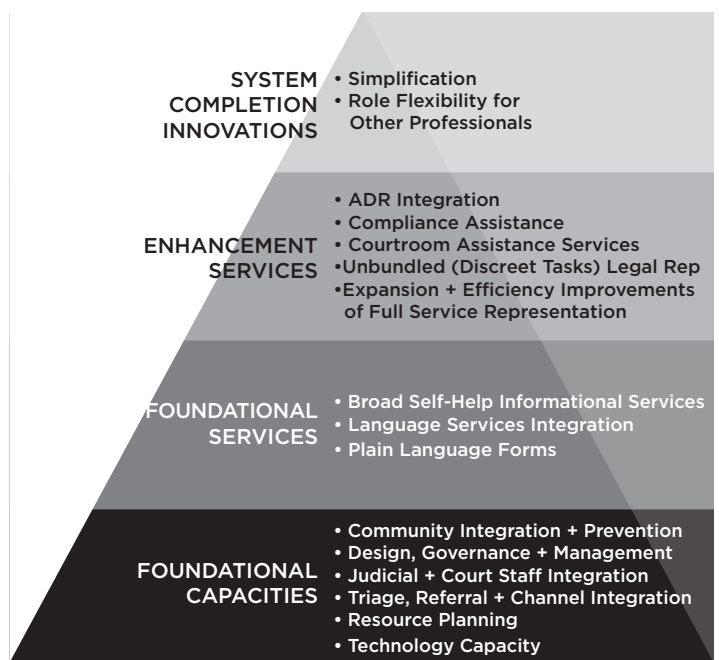 SYSTEM
COMPLETION
INNOVATIONS
• Simplification
• Role Flexibility for
Other Professionals
ENHANCEMENT
SERVICES
• ADR Integration
• Compliance Assistance
• Courtroom Assistance Services
•Unbundled (Discreet Tasks) Legal Rep
•Expansion + Efficiency Improvements
of Full Service Representation
FOUNDATIONAL
SERVICES
• Broad Self-Help Informational Services
• Language Services Integration
• Plain Language Forms
FOUNDATIONAL
CAPACITIES
• Community Integration + Prevention
• Design, Governance + Management
• Judicial + Court Staff Integration
• Triage, Referral + Channel Integration
• Resource Planning
• Technology Capacity